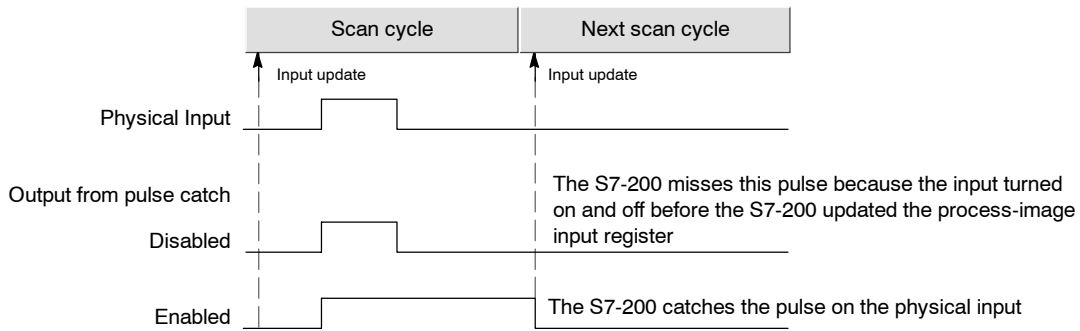 Scan cycle
Next scan cycle
Input update
Input update
Physical Input
Output from pulse catch
The S7-200 misses this pulse because the input turned
on and off before the S7-200 updated the process-image
input register
Disabled
Enabled
The S7-200 catches the pulse on the physical input